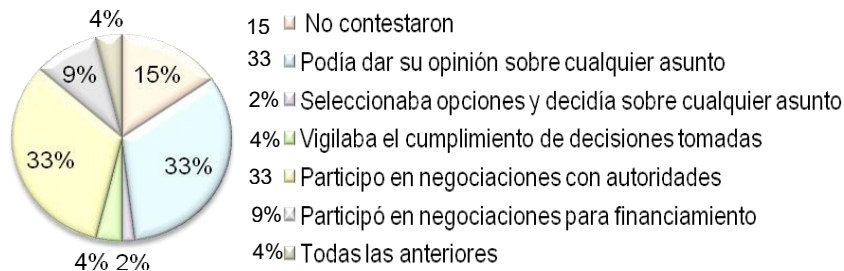 4%
9%
15%
33%
33%
4% 2%
15 No contestaron
33 Podía dar su opinión sobre cualquier asunto
2% Seleccionaba opciones y decidía sobre cualquier asunto
4% Vigilaba el cumplimiento de decisiones tomadas
33 Participo en negociaciones con autoridades
9% Participó en negociaciones para financiamiento
4% Todas las anteriores